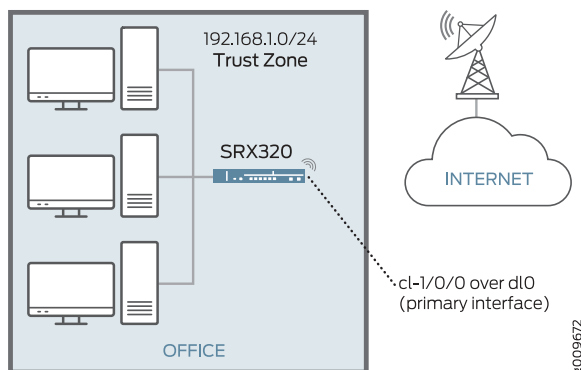 192.168.1.0/24
Trust Zone
SRX320
INTERNET
cl-1/0/0 over dl0
(primary interface)
OFFICE
g009672